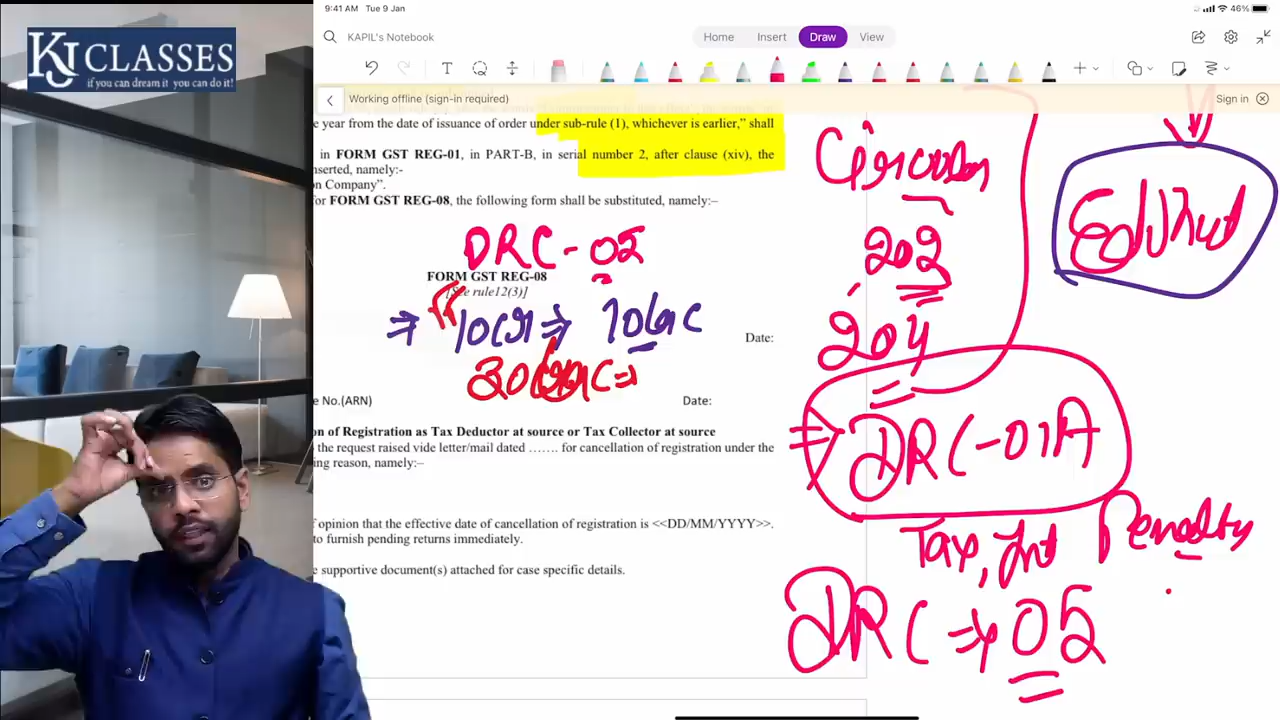 9:41 AM Tue 9 Jan
46%
KJ CLASSES
if you can dream it you can do it!
KAPIL's Notebook
Home Insert Draw View
Working offline (sign-in required)
Sign in
e year from the date of issuance of order under sub-rule (1), whichever is earlier,” shall
in FORM GST REG-01, in PART-B, in serial number 2, after clause (xiv), the
nserted, namely:-
on Company”.
for FORM GST REG-08, the following form shall be substituted, namely:–
DRC-05
FORM GST REG-08
[See rule12(3)]
⇒ 10cr ⇒ 10lac
Date:
e No.(ARN)
Date:
on of Registration as Tax Deductor at source or Tax Collector at source
the request raised vide letter/mail dated ……. for cancellation of registration under the
ing reason, namely:–
f opinion that the effective date of cancellation of registration is <<DD/MM/YYYY>>.
to furnish pending returns immediately.
e supportive document(s) attached for case specific details.
Circular
202
204
⇒ DRC-01A
Tax, Int Penalty
DRC ⇒ 05